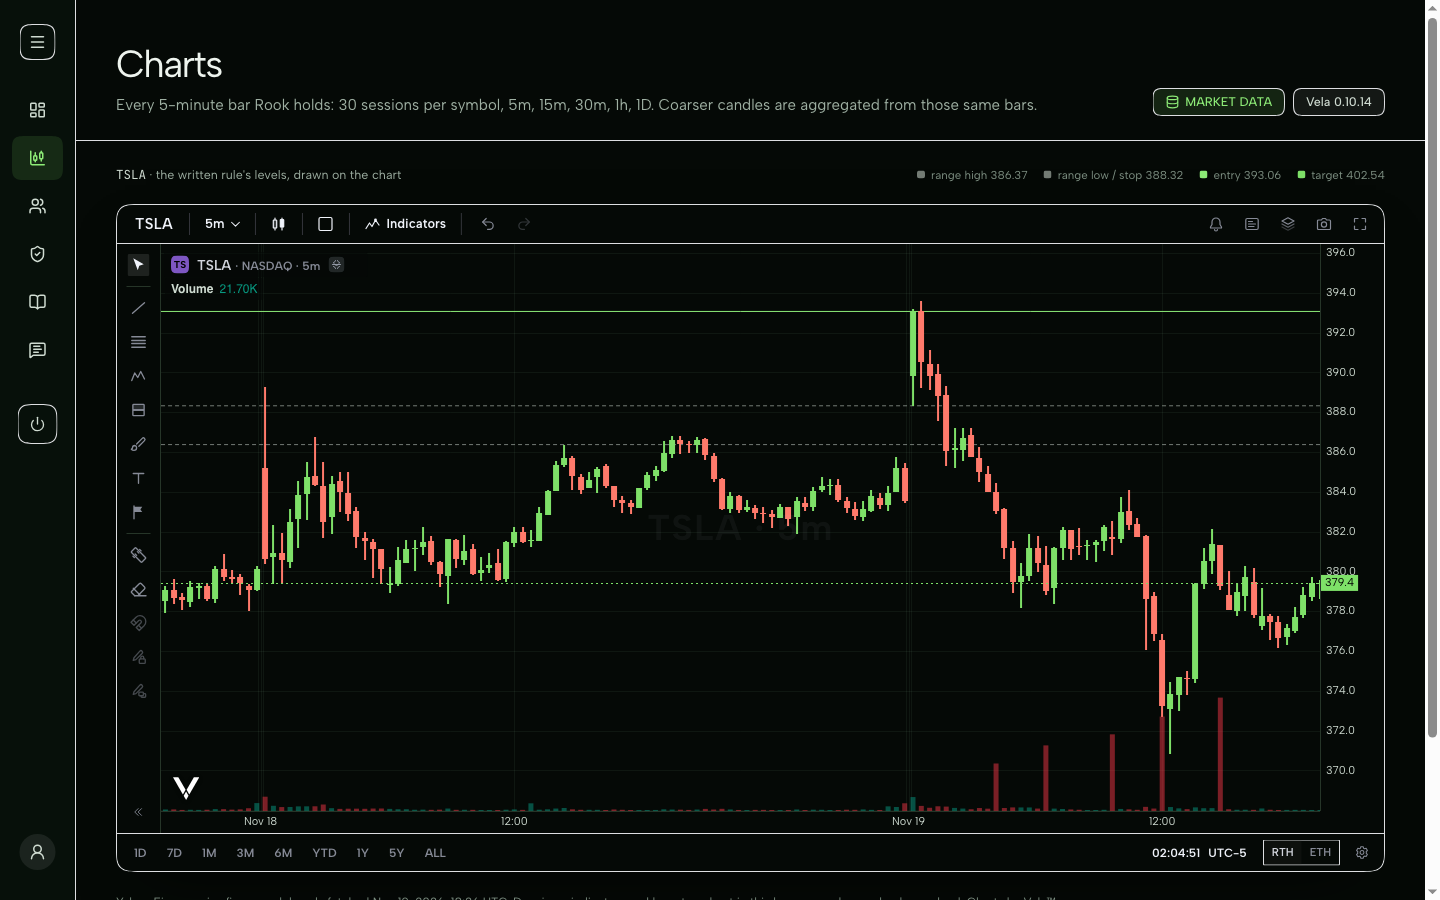 Charts
Every 5-minute bar Rook holds: 30 sessions per symbol, 5m, 15m, 30m, 1h, 1D. Coarser candles are aggregated from those same bars.
MARKET DATA
Vela 0.10.14
TSLA · the written rule's levels, drawn on the chart
range high 386.37
range low / stop 388.32
entry 393.06
target 402.54
TSLA
5m
Indicators
TS
TSLA · NASDAQ · 5m
Volume 21.70K
TSLA · 5m
396.0
394.0
392.0
390.0
388.0
386.0
384.0
382.0
380.0
379.4
378.0
376.0
374.0
372.0
370.0
Nov 18
12:00
Nov 19
12:00
1D 7D 1M 3M 6M YTD 1Y 5Y ALL
02:04:51 UTC-5
RTH ETH